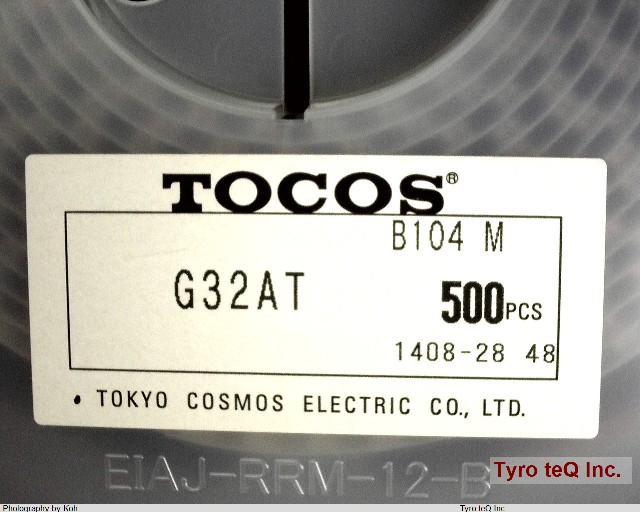 TOCOS®
B104 M
G32AT
500PCS
1408-28 48
• TOKYO COSMOS ELECTRIC CO., LTD.
EIAJ-RRM-12-B
Tyro teQ Inc.
Photography by Koh
Tyro teQ Inc